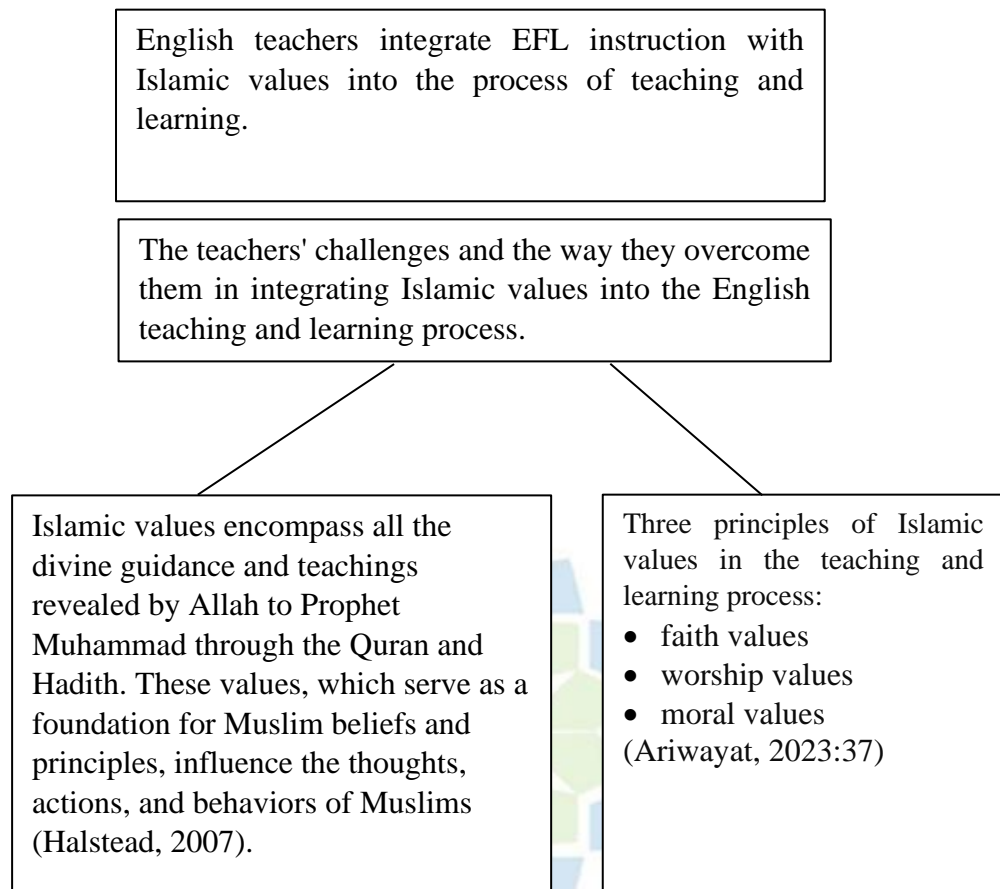 English teachers integrate EFL instruction with
Islamic values into the process of teaching and
learning.
The teachers' challenges and the way they overcome
them in integrating Islamic values into the English
teaching and learning process.
Islamic values encompass all the
divine guidance and teachings
revealed by Allah to Prophet
Muhammad through the Quran and
Hadith. These values, which serve as a
foundation for Muslim beliefs and
principles, influence the thoughts,
actions, and behaviors of Muslims
(Halstead, 2007).
Three principles of Islamic
values in the teaching and
learning process:
• faith values
• worship values
• moral values
(Ariwayat, 2023:37)